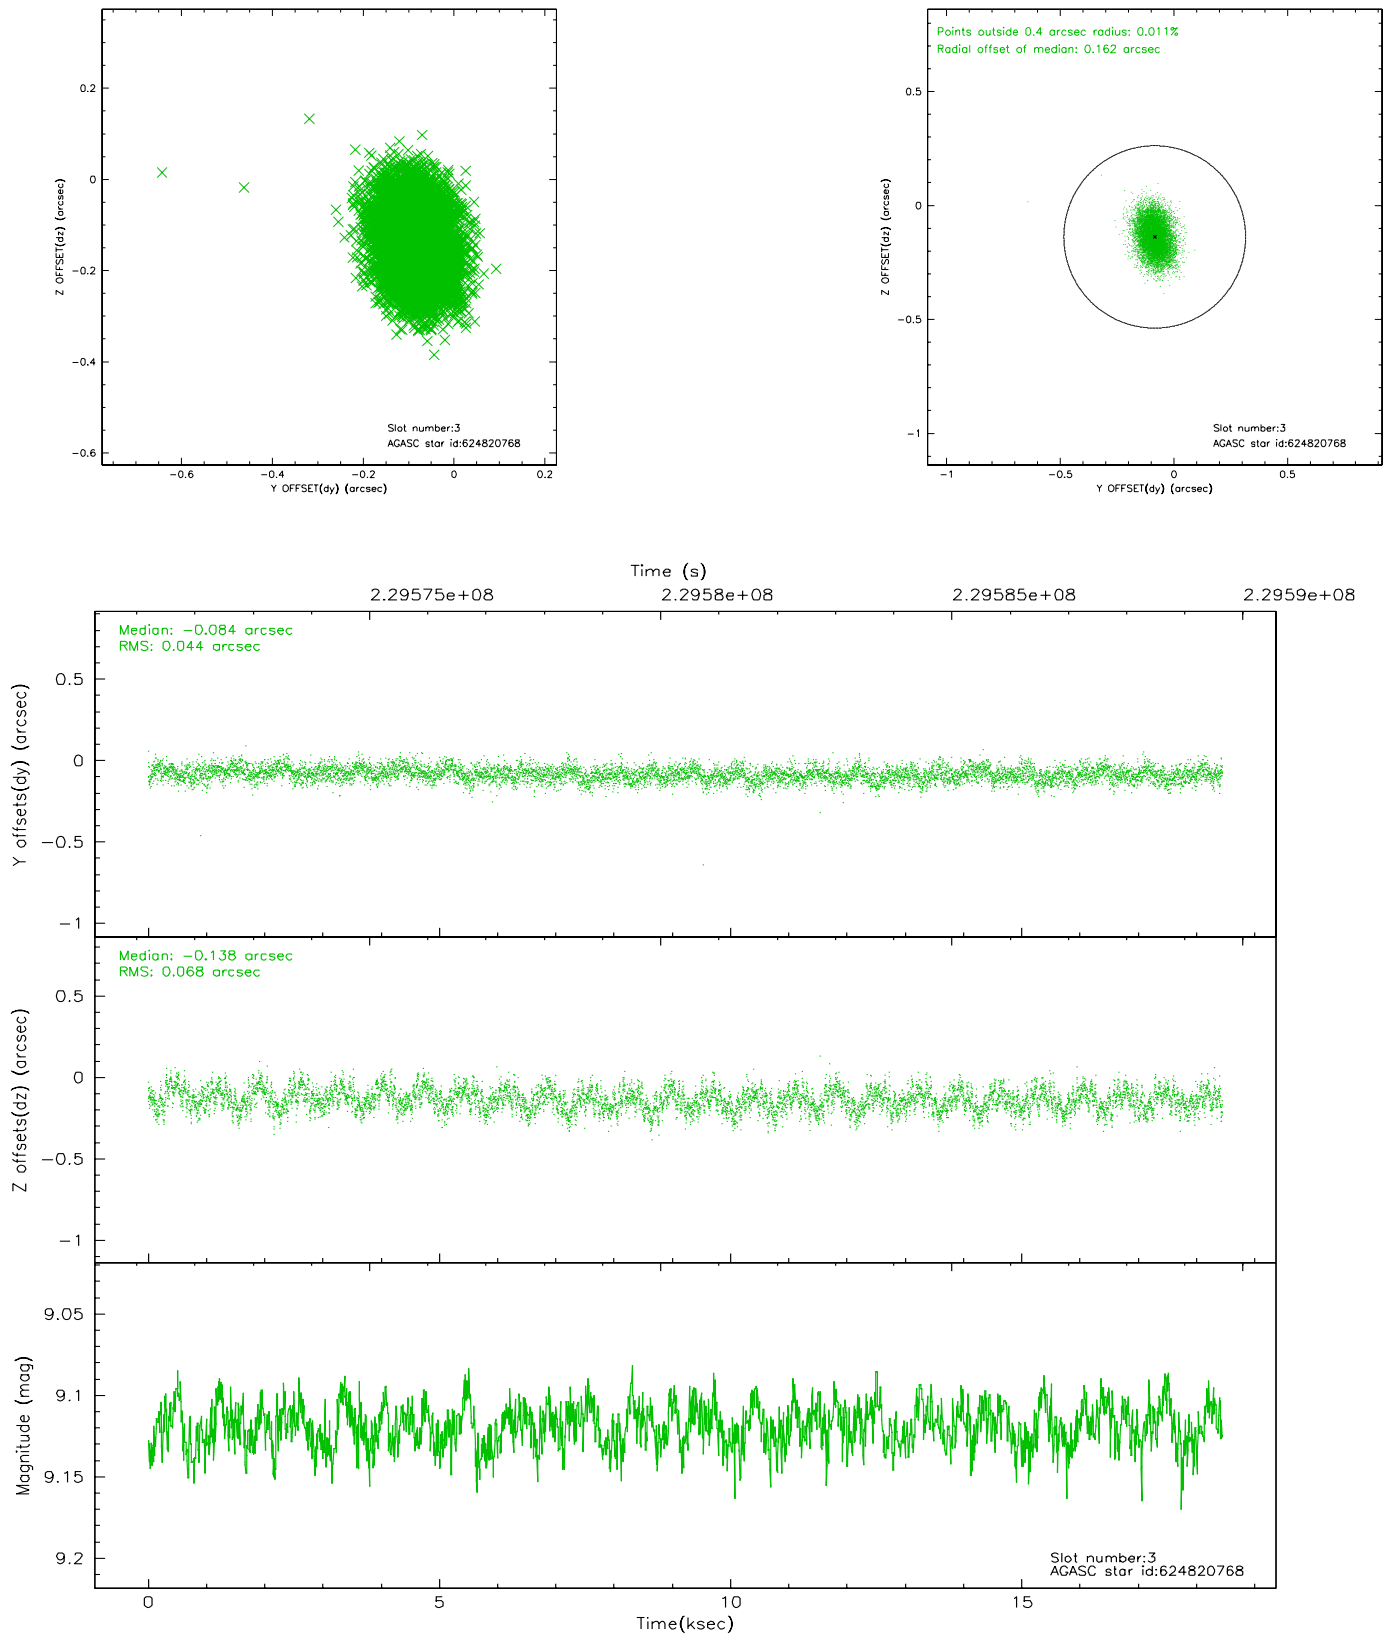 0.2
0
-0.2
-0.4
-0.6
Z OFFSET(dz) (arcsec)
Slot number:3
AGASC star id:624820768
-0.6 -0.4 -0.2 0 0.2
Y OFFSET(dy) (arcsec)
Points outside 0.4 arcsec radius: 0.011%
Radial offset of median: 0.162 arcsec
0.5
0
-0.5
-1
Z OFFSET(dz) (arcsec)
Slot number:3
AGASC star id:624820768
-1 -0.5 0 0.5
Y OFFSET(dy) (arcsec)
Time (s)
2.29575e+08 2.2958e+08 2.29585e+08 2.2959e+08
Median: -0.084 arcsec
RMS: 0.044 arcsec
0.5
0
-0.5
-1
Y offsets(dy) (arcsec)
Median: -0.138 arcsec
RMS: 0.068 arcsec
0.5
0
-0.5
-1
Z offsets(dz) (arcsec)
9.05
9.1
9.15
9.2
Magnitude (mag)
Slot number:3
AGASC star id:624820768
0 5 10 15
Time(ksec)